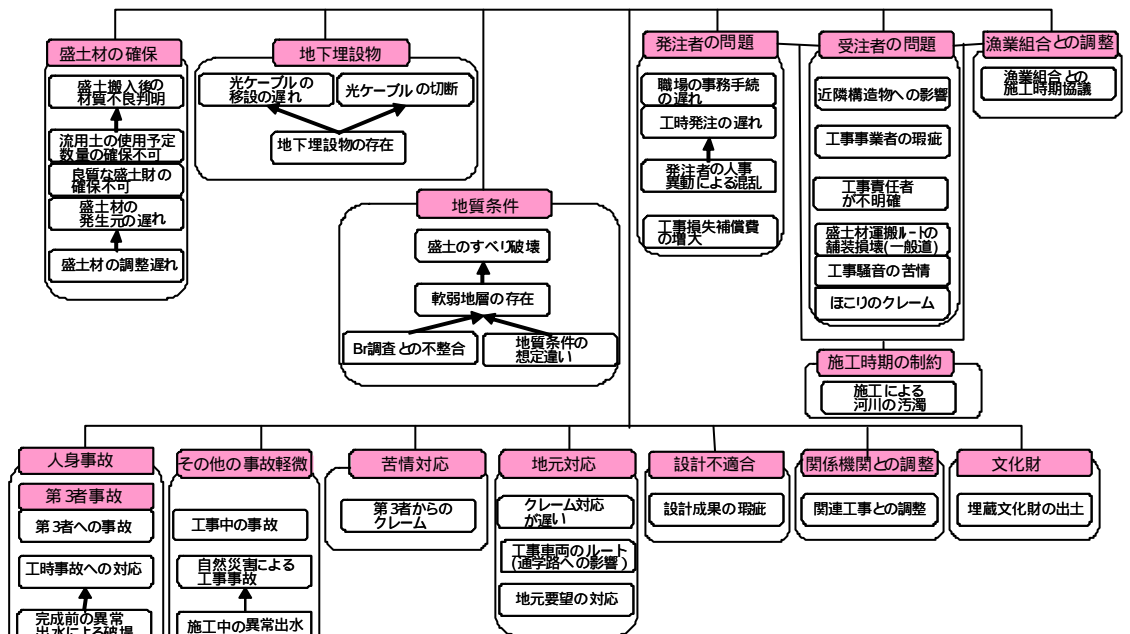 盛土材の確保
盛土搬入後の
材質不良判明
流用土の使用予定
数量の確保不可
良質な盛土財の
確保不可
盛土材の
発生元の遅れ
盛土材の調整遅れ
地下埋設物
光ケーブルの
移設の遅れ
光ケーブルの切断
地下埋設物の存在
地質条件
盛土のすべり破壊
軟弱地層の存在
Br調査との不整合
地質条件の
想定違い
発注者の問題
職場の事務手続
の遅れ
工時発注の遅れ
発注者の人事
異動による混乱
工事損失補償費
の増大
受注者の問題
近隣構造物への影響
工事事業者の瑕疵
工事責任者
が不明確
盛土材運搬ルートの
舗装損壊(一般道)
工事騒音の苦情
ほこりのクレーム
漁業組合との調整
漁業組合との
施工時期協議
施工時期の制約
施工による
河川の汚濁
人身事故
第3者事故
第3者への事故
工時事故への対応
完成前の異常
出水による破堤
その他の事故軽微
工事中の事故
自然災害による
工事事故
施工中の異常出水
苦情対応
第3者からの
クレーム
地元対応
クレーム対応
が遅い
工事車両のルート
(通学路への影響)
地元要望の対応
設計不適合
設計成果の瑕疵
関係機関との調整
関連工事との調整
文化財
埋蔵文化財の出土